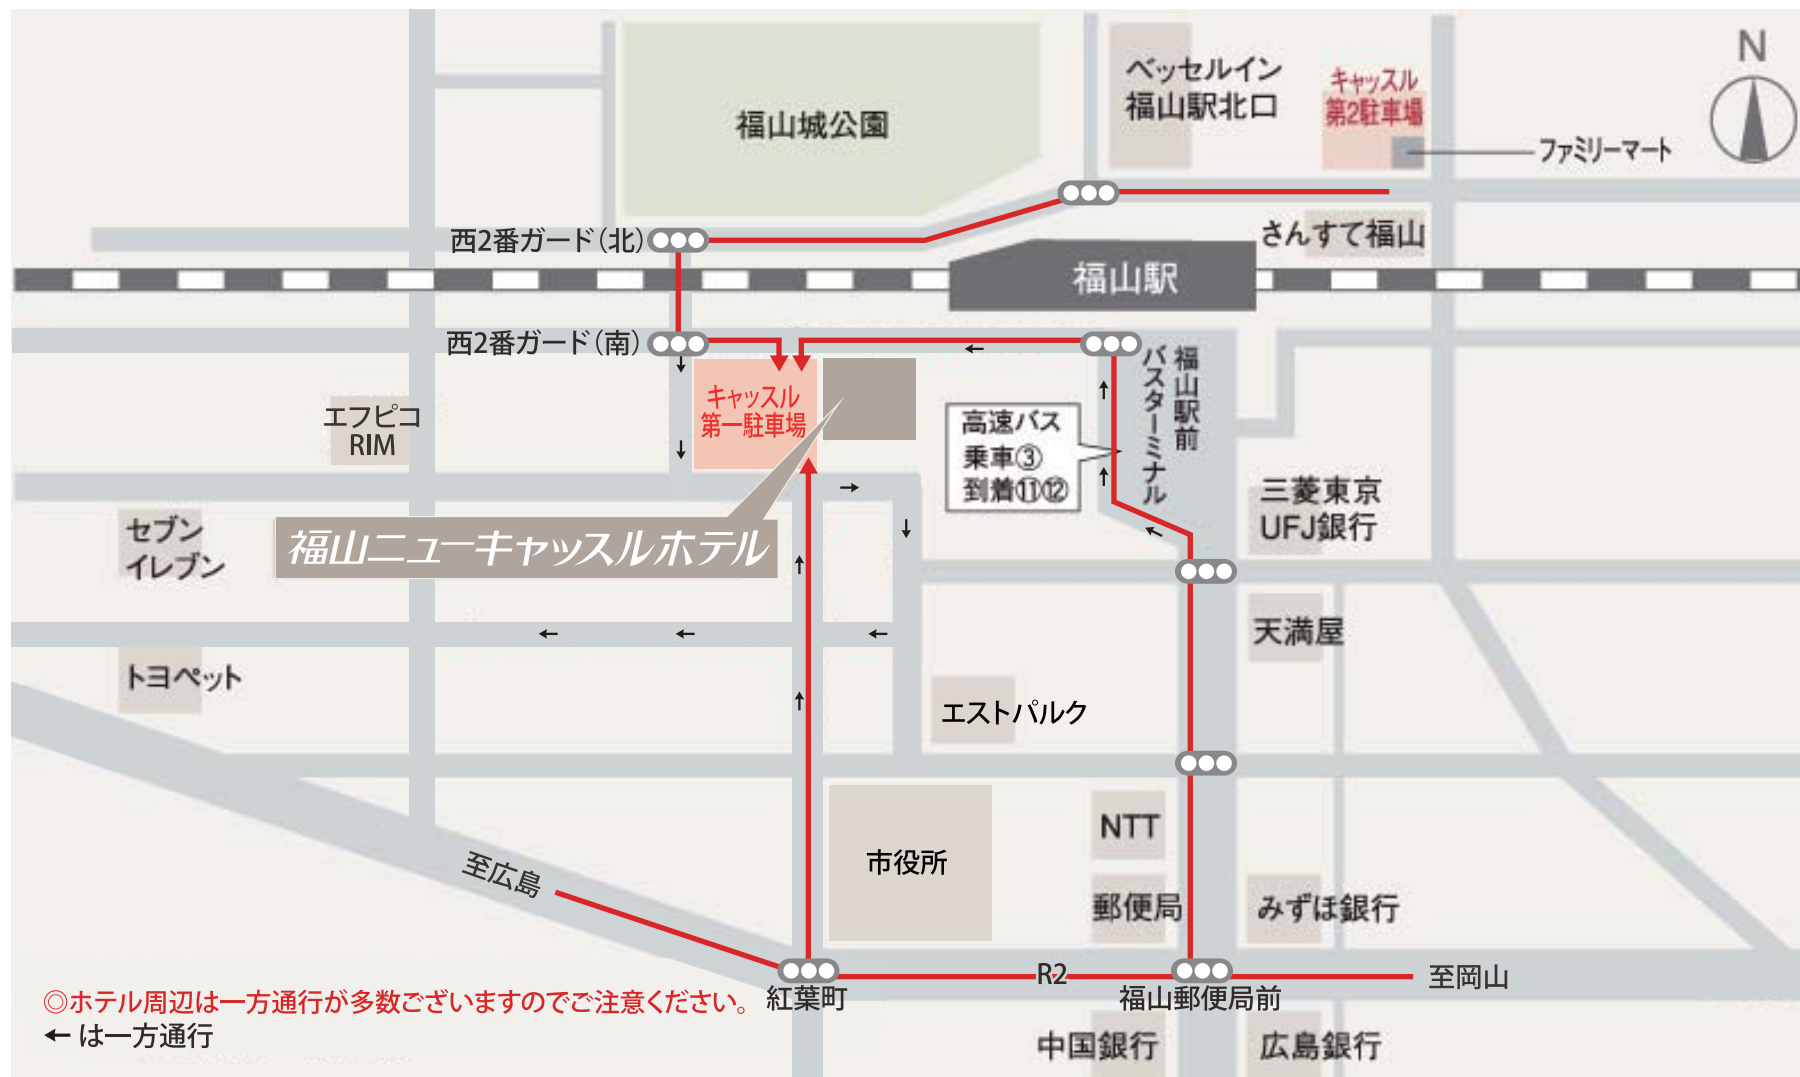 N
ベッセルイン
福山駅北口
キャッスル
第2駐車場
福山城公園
ファミリーマート
西2番ガード(北)
さんすて福山
福山駅
西2番ガード(南)
福山駅前
バスターミナル
エフピコ
RIM
キャッスル
第一駐車場
高速バス
乗車③
到着⑪⑫
三菱東京
UFJ銀行
セブン
イレブン
福山ニューキャッスルホテル
天満屋
トヨペット
エストパルク
NTT
市役所
至広島
郵便局
みずほ銀行
R2
至岡山
◎ホテル周辺は一方通行が多数ございますのでご注意ください。
紅葉町
福山郵便局前
← は一方通行
中国銀行
広島銀行